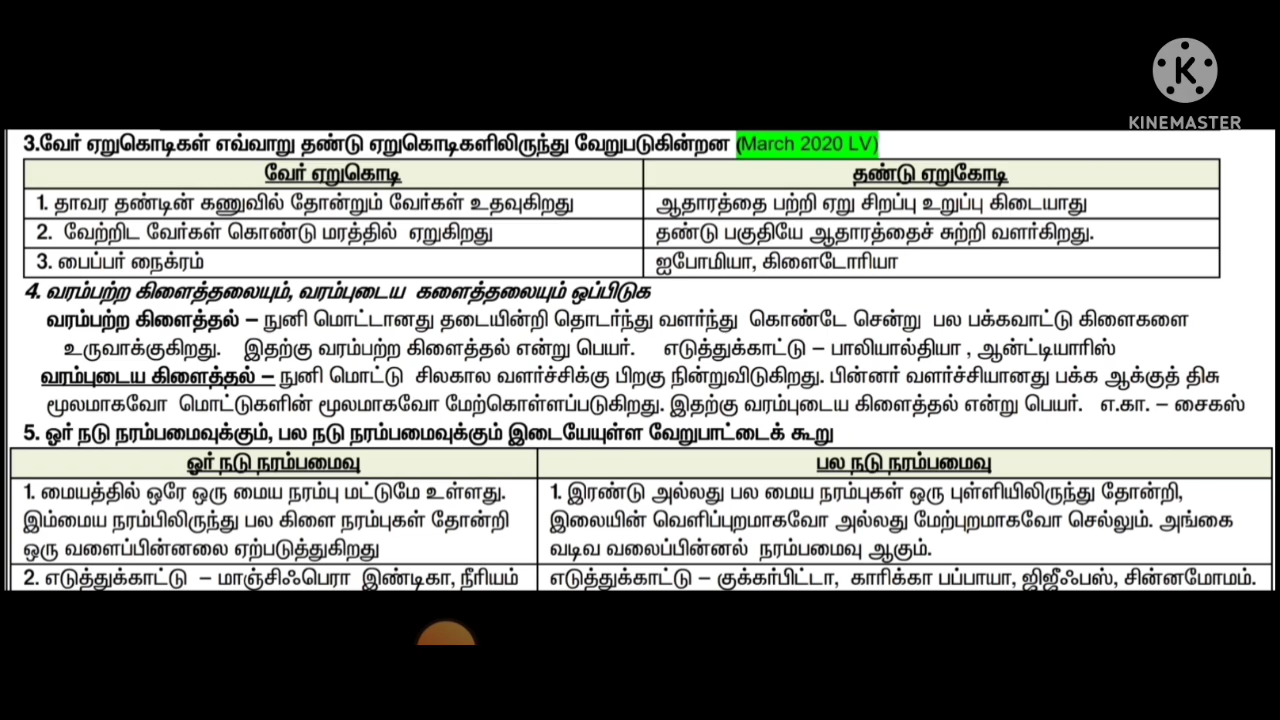 KINEMASTER
3.வேர் ஏறுகொடிகள் எவ்வாறு தண்டு ஏறுகொடிகளிலிருந்து வேறுபடுகின்றன (March 2020 LV)
வேர் ஏறுகொடி தண்டு ஏறுகோடி
1. தாவர தண்டின் கணுவில் தோன்றும் வேர்கள் உதவுகிறது ஆதாரத்தை பற்றி ஏறு சிறப்பு உறுப்பு கிடையாது
2. வேற்றிட வேர்கள் கொண்டு மரத்தில் ஏறுகிறது தண்டு பகுதியே ஆதாரத்தைச் சுற்றி வளர்கிறது.
3. பைப்பர் நைக்ரம் ஐபோமியா, கிளைடோரியா
4. வரம்பற்ற கிளைத்தலையும், வரம்புடைய களைத்தலையும் ஒப்பிடுக
வரம்பற்ற கிளைத்தல் – நுனி மொட்டானது தடையின்றி தொடர்ந்து வளர்ந்து கொண்டே சென்று பல பக்கவாட்டு கிளைகளை
உருவாக்குகிறது. இதற்கு வரம்பற்ற கிளைத்தல் என்று பெயர். எடுத்துக்காட்டு – பாலியால்தியா , ஆன்ட்டியாரிஸ்
வரம்புடைய கிளைத்தல் – நுனி மொட்டு சிலகால வளர்ச்சிக்கு பிறகு நின்றுவிடுகிறது. பின்னர் வளர்ச்சியானது பக்க ஆக்குத் திசு
மூலமாகவோ மொட்டுகளின் மூலமாகவோ மேற்கொள்ளப்படுகிறது. இதற்கு வரம்புடைய கிளைத்தல் என்று பெயர். எ.கா. – சைகஸ்
5. ஓர் நடு நரம்பமைவுக்கும், பல நடு நரம்பமைவுக்கும் இடையேயுள்ள வேறுபாட்டைக் கூறு
ஓர் நடு நரம்பமைவு பல நடு நரம்பமைவு
1. மையத்தில் ஒரே ஒரு மைய நரம்பு மட்டுமே உள்ளது. 1. இரண்டு அல்லது பல மைய நரம்புகள் ஒரு புள்ளியிலிருந்து தோன்றி,
இம்மைய நரம்பிலிருந்து பல கிளை நரம்புகள் தோன்றி இலையின் வெளிப்புறமாகவோ அல்லது மேற்புறமாகவோ செல்லும். அங்கை
ஒரு வளைப்பின்னலை ஏற்படுத்துகிறது வடிவ வலைப்பின்னல் நரம்பமைவு ஆகும்.
2. எடுத்துக்காட்டு – மாஞ்சிஃபெரா இண்டிகா, நீரியம் எடுத்துக்காட்டு – குக்கர்பிட்டா, காரிக்கா பப்பாயா, ஜிஜீஃபஸ், சின்னமோமம்.